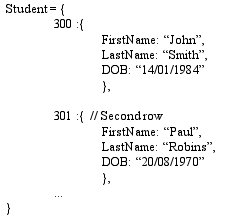 Student = {
300 :{
FirstName: “John”,
LastName: “Smith”,
DOB: “14/01/1984”
},
301 :{ // Second row
FirstName: “Paul”,
LastName: “Robins”,
DOB: “20/08/1970”
},
...
}